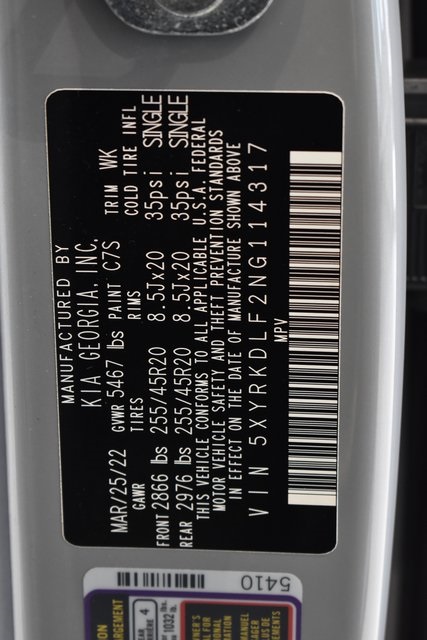 MANUFACTURED BY
KIA GEORGIA, INC.
MAR/25/22 GVWR 5467 lbs PAINT C7S TRIM WK
GAWR TIRES RIMS COLD TIRE INFL
FRONT 2866 lbs 255/45R20 8.5Jx20 35psi SINGLE
REAR 2976 lbs 255/45R20 8.5Jx20 35psi SINGLE
THIS VEHICLE CONFORMS TO ALL APPLICABLE U.S.A. FEDERAL
MOTOR VEHICLE SAFETY AND THEFT PREVENTION STANDARDS
IN EFFECT ON THE DATE OF MANUFACTURE SHOWN ABOVE
VIN 5XYRKDLF2NG114317
MPV
5410
4
1032 lb.